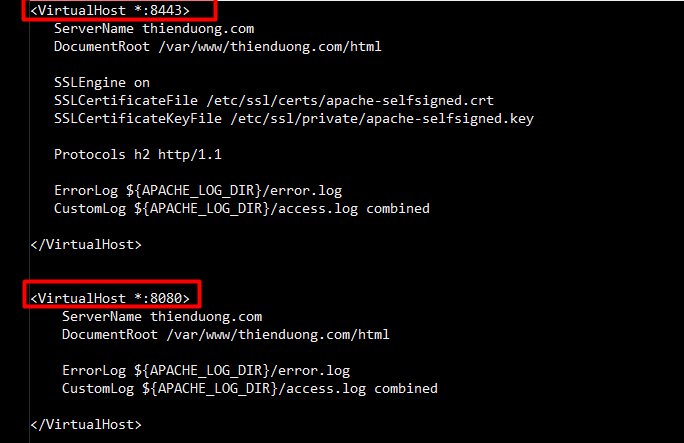 <VirtualHost *:8443>
ServerName thienduong.com
DocumentRoot /var/www/thienduong.com/html
SSLEngine on
SSLCertificateFile /etc/ssl/certs/apache-selfsigned.crt
SSLCertificateKeyFile /etc/ssl/private/apache-selfsigned.key
Protocols h2 http/1.1
ErrorLog ${APACHE_LOG_DIR}/error.log
CustomLog ${APACHE_LOG_DIR}/access.log combined
</VirtualHost>
<VirtualHost *:8080>
ServerName thienduong.com
DocumentRoot /var/www/thienduong.com/html
ErrorLog ${APACHE_LOG_DIR}/error.log
CustomLog ${APACHE_LOG_DIR}/access.log combined
</VirtualHost>